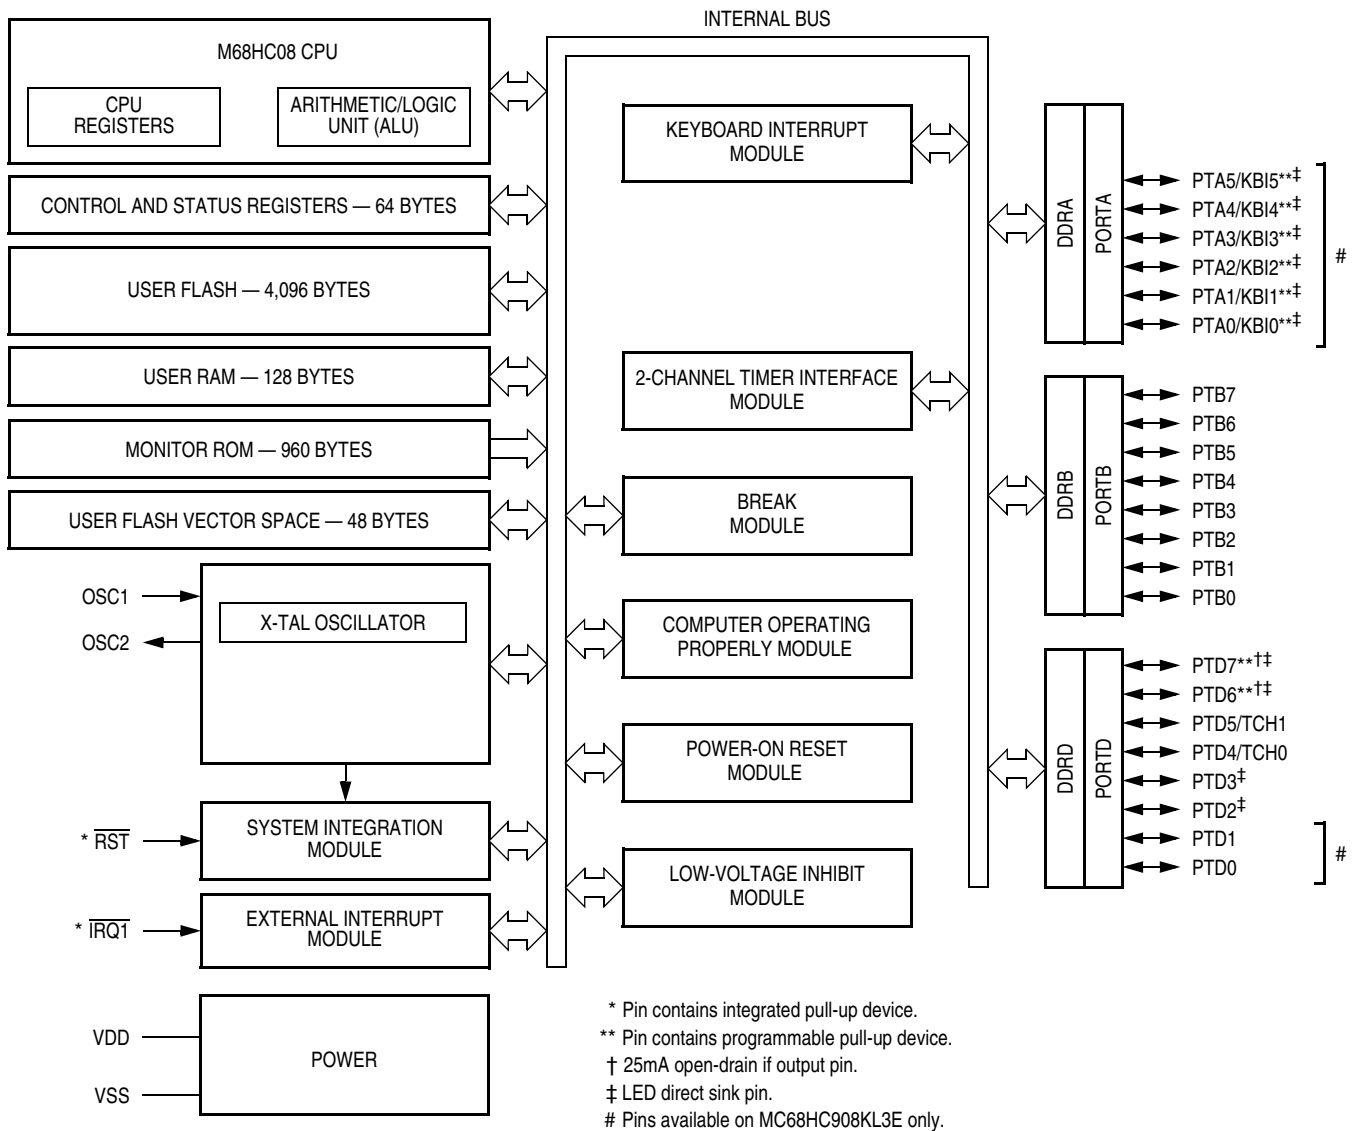 INTERNAL BUS
M68HC08 CPU
CPU
REGISTERS
ARITHMETIC/LOGIC
UNIT (ALU)
CONTROL AND STATUS REGISTERS — 64 BYTES
USER FLASH — 4,096 BYTES
USER RAM — 128 BYTES
MONITOR ROM — 960 BYTES
USER FLASH VECTOR SPACE — 48 BYTES
OSC1
OSC2
X-TAL OSCILLATOR
* RST
SYSTEM INTEGRATION
MODULE
* IRQ1
EXTERNAL INTERRUPT
MODULE
VDD
VSS
POWER
KEYBOARD INTERRUPT
MODULE
2-CHANNEL TIMER INTERFACE
MODULE
BREAK
MODULE
COMPUTER OPERATING
PROPERLY MODULE
POWER-ON RESET
MODULE
LOW-VOLTAGE INHIBIT
MODULE
DDRA
PORTA
PTA5/KBI5**‡
PTA4/KBI4**‡
PTA3/KBI3**‡
PTA2/KBI2**‡
PTA1/KBI1**‡
PTA0/KBI0**‡
#
DDRB
PORTB
PTB7
PTB6
PTB5
PTB4
PTB3
PTB2
PTB1
PTB0
DDRD
PORTD
PTD7**†‡
PTD6**†‡
PTD5/TCH1
PTD4/TCH0
PTD3‡
PTD2‡
PTD1
PTD0
#
* Pin contains integrated pull-up device.
** Pin contains programmable pull-up device.
† 25mA open-drain if output pin.
‡ LED direct sink pin.
# Pins available on MC68HC908KL3E only.